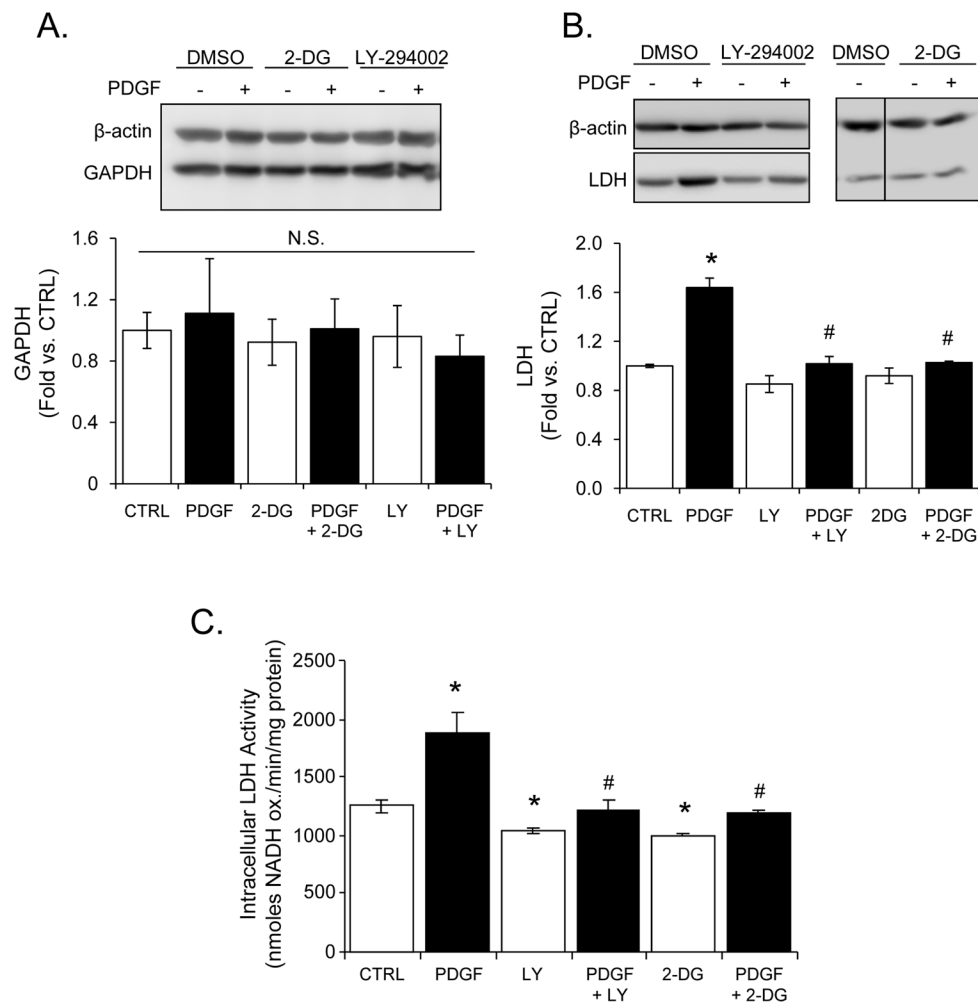 A.
DMSO 2-DG LY-294002
PDGF - + - + - +
β-actin
GAPDH
GAPDH
(Fold vs. CTRL)
1.6
1.2
0.8
0.4
0
N.S.
CTRL PDGF 2-DG PDGF LY PDGF
+ 2-DG + LY
B.
DMSO LY-294002 DMSO 2-DG
PDGF - + - + - - +
β-actin
LDH
LDH
(Fold vs. CTRL)
2.0
1.6
1.2
0.8
0.4
0.0
*
#
#
CTRL PDGF LY PDGF 2DG PDGF
+ LY + 2-DG
C.
Intracellular LDH Activity
(nmoles NADH ox./min/mg protein)
2500
2000
1500
1000
500
0
*
*
#
*
#
CTRL PDGF LY PDGF 2-DG PDGF
+ LY + 2-DG